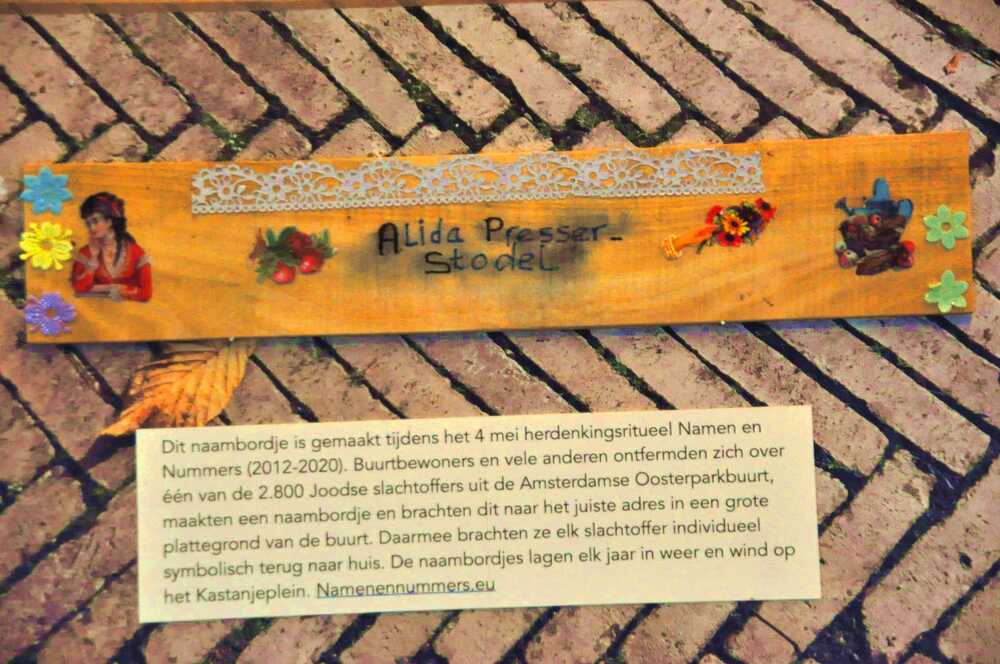 ALida Presser-
StodeL
Dit naambordje is gemaakt tijdens het 4 mei herdenkingsritueel Namen en
Nummers (2012-2020). Buurtbewoners en vele anderen ontfermden zich over
één van de 2.800 Joodse slachtoffers uit de Amsterdamse Oosterparkbuurt,
maakten een naambordje en brachten dit naar het juiste adres in een grote
plattegrond van de buurt. Daarmee brachten ze elk slachtoffer individueel
symbolisch terug naar huis. De naambordjes lagen elk jaar in weer en wind op
het Kastanjeplein. Namenennummers.eu